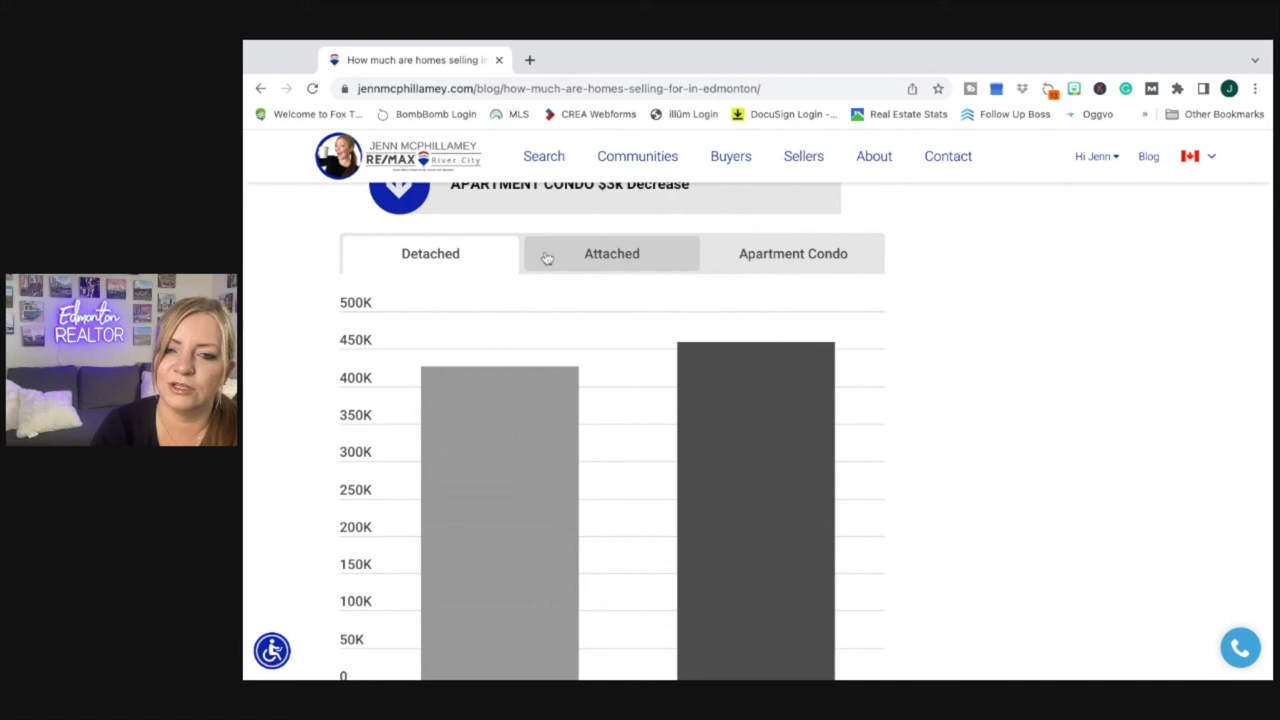 How much are homes selling i
jennmcphillamey.com/blog/how-much-are-homes-selling-for-in-edmonton/
13
M
J
Welcome to Fox T...
BombBomb Login
MLS
CREA Webforms
illūm Login
DocuSign Login -...
Real Estate Stats
Follow Up Boss
Oggvo
»
Other Bookmarks
JENN MCPHILLAMEY
RE/MAX River City
Search
Communities
Buyers
Sellers
About
Contact
Hi Jenn
Blog
APARTMENT CONDO $3k Decrease
Detached
Attached
Apartment Condo
500K
450K
400K
350K
300K
250K
200K
150K
100K
50K
0
Edmonton
REALTOR